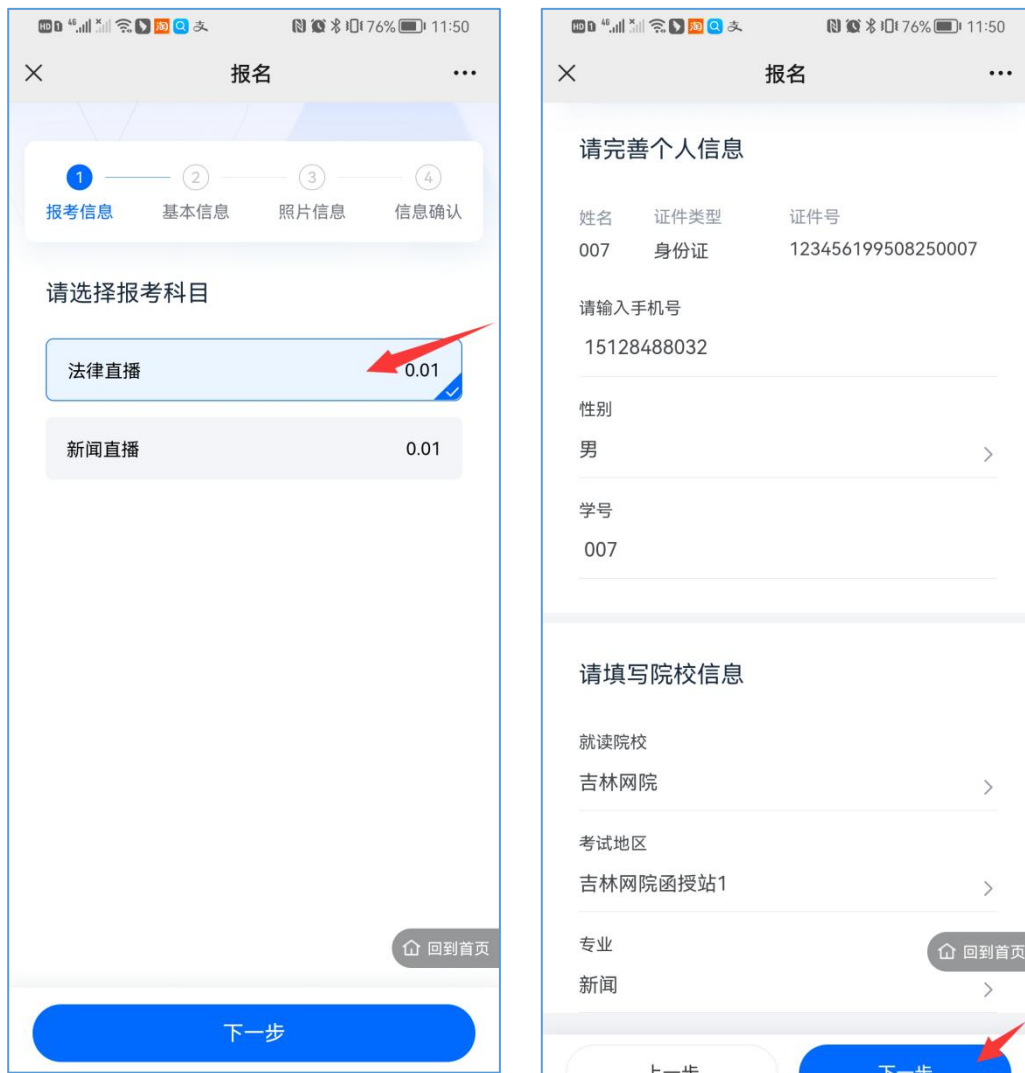 76% 11:50
报名
1 2 3 4
报考信息 基本信息 照片信息 信息确认
请选择报考科目
法律直播 0.01
新闻直播 0.01
回到首页
下一步
76% 11:50
报名
请完善个人信息
姓名 证件类型 证件号
007 身份证 123456199508250007
请输入手机号
15128488032
性别
男
学号
007
请填写院校信息
就读院校
吉林网院
考试地区
吉林网院函授站1
专业
回到首页
新闻
上一步 下一步